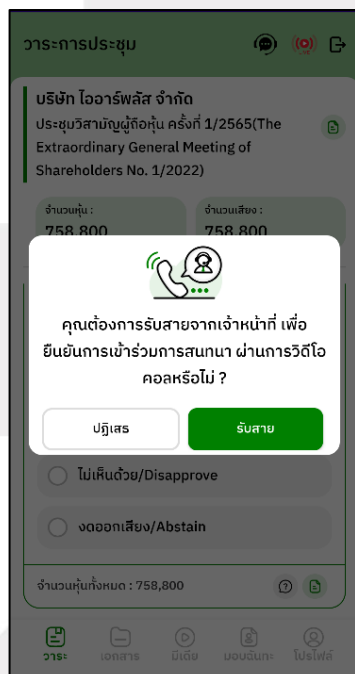 วาระการประชุม
LIVE
บริษัท ไออาร์พลัส จำกัด
ประชุมวิสามัญผู้ถือหุ้น ครั้งที่ 1/2565(The
Extraordinary General Meeting of
Shareholders No. 1/2022)
จำนวนหุ้น :
758,800
จำนวนเสียง :
758,800
คุณต้องการรับสายจากเจ้าหน้าที่ เพื่อ
ยืนยันการเข้าร่วมการสนทนา ผ่านการวิดีโอ
คอลหรือไม่ ?
ปฏิเสธ
รับสาย
ไม่เห็นด้วย/Disapprove
งดออกเสียง/Abstain
จำนวนหุ้นทั้งหมด : 758,800
วาระ
เอกสาร
มีเดีย
มอบฉันทะ
โปรไฟล์